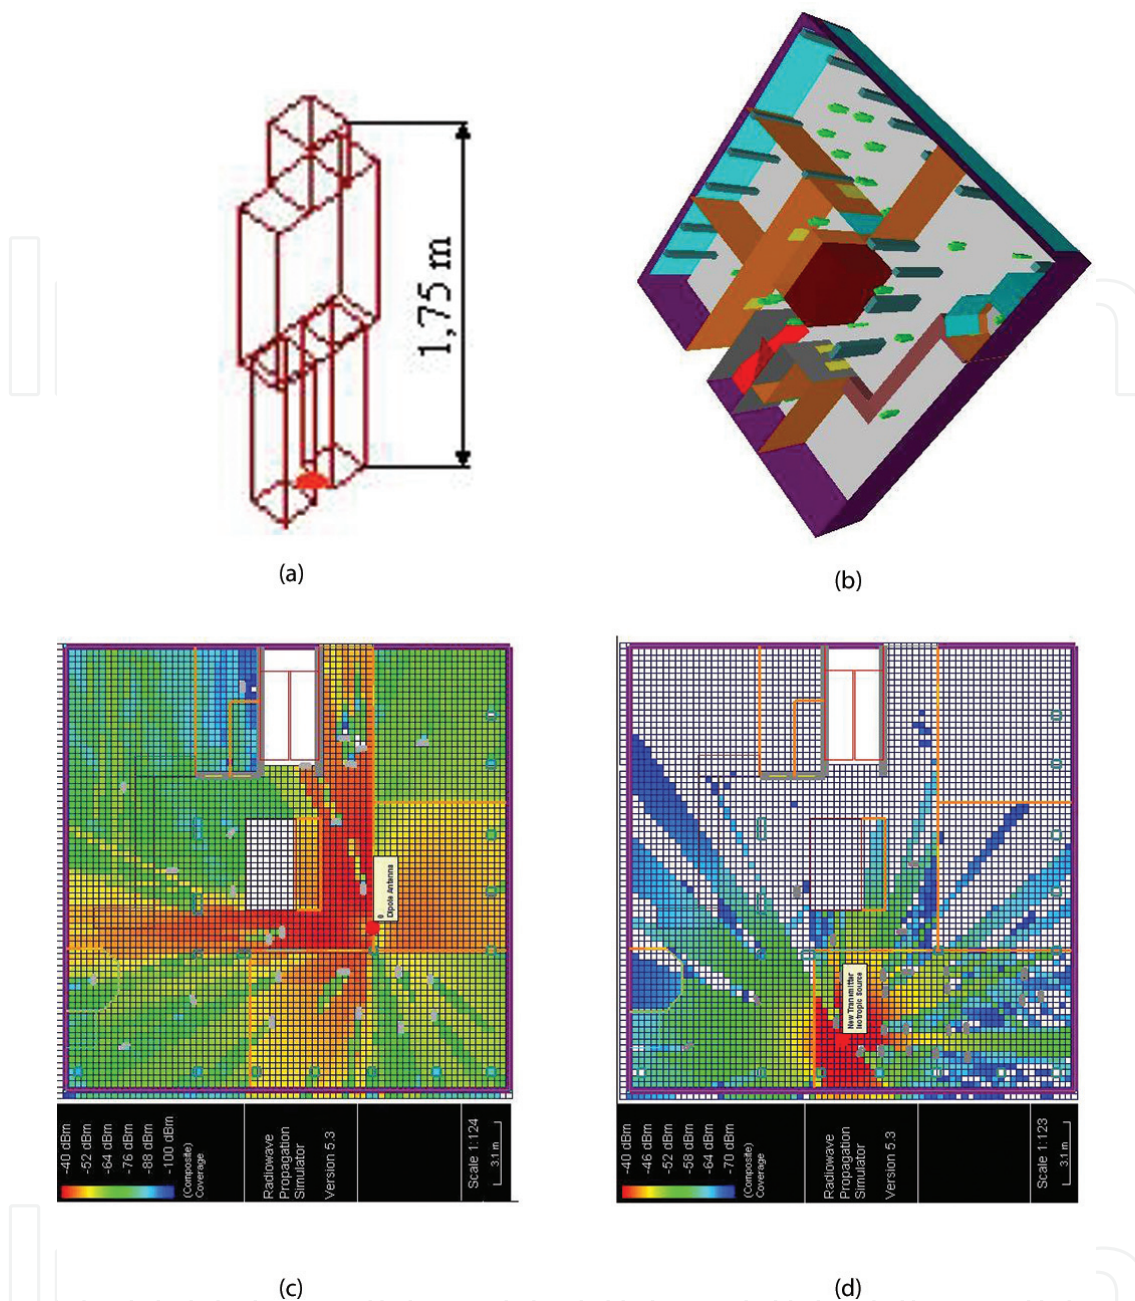 1,75 m
(a)
(b)
0
Dipole Antenna
New Transmitter
Isotropic Source
-40 dBm
-52 dBm
-64 dBm
-76 dBm
-88 dBm
-100 dBm
(Composite)
Coverage
Radiowave
Propagation
Simulator
Version 5.3
Scale 1:124
3.1 m
-40 dBm
-46 dBm
-52 dBm
-58 dBm
-64 dBm
-70 dBm
(Composite)
Coverage
Radiowave
Propagation
Simulator
Version 5.3
Scale 1:123
3.1 m
(c)
(d)